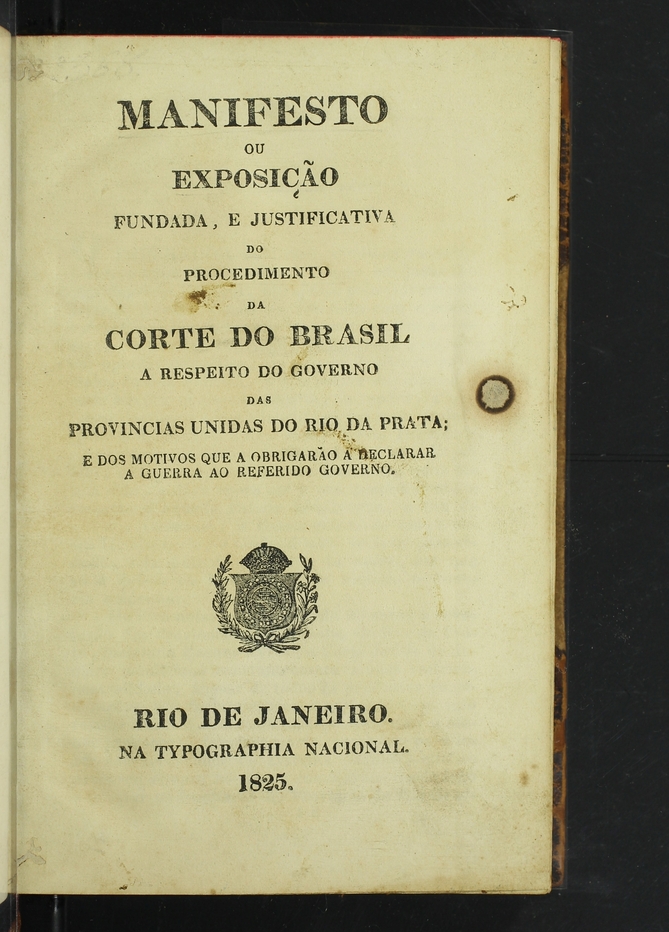 MANIFESTO
OU
EXPOSIÇÃO
FUNDADA, E JUSTIFICATIVA
DO
PROCEDIMENTO
DA
CORTE DO BRASIL
A RESPEITO DO GOVERNO
DAS
PROVINCIAS UNIDAS DO RIO DA PRATA;
E DOS MOTIVOS QUE A OBRIGARÃO A DECLARAR
A GUERRA AO REFERIDO GOVERNO.
RIO DE JANEIRO.
NA TYPOGRAPHIA NACIONAL.
1825.